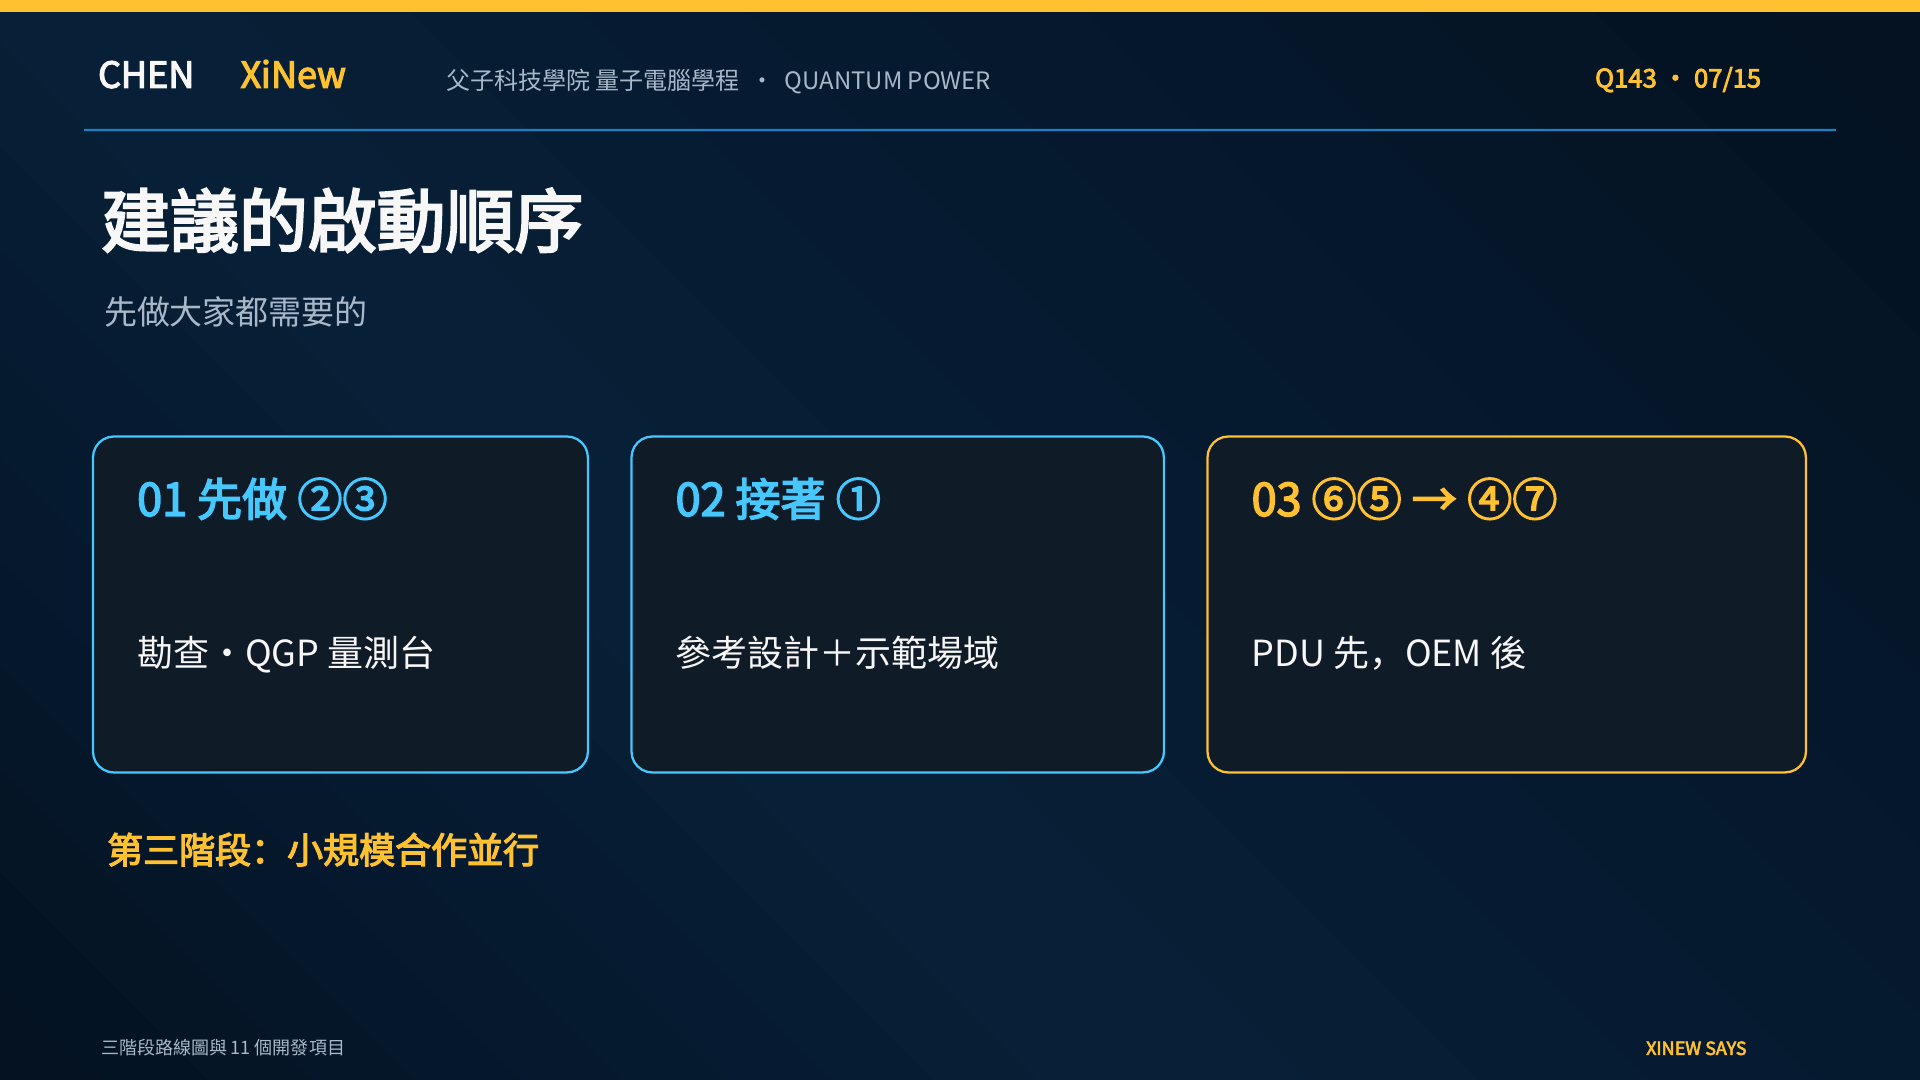 CHEN XiNew 父子科技學院 量子電腦學程 · QUANTUM POWER Q143 · 07/15
建議的啟動順序
先做大家都需要的
01 先做 ②③
勘查·QGP 量測台
02 接著 ①
參考設計＋示範場域
03 ⑥⑤ → ④⑦
PDU 先，OEM 後
第三階段：小規模合作並行
三階段路線圖與 11 個開發項目
XINEW SAYS